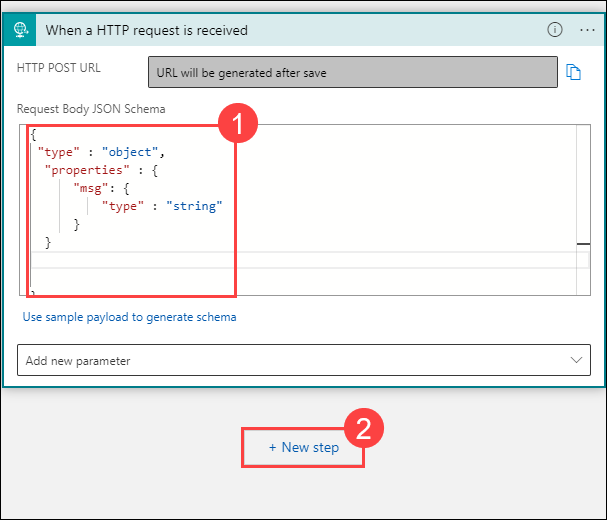 When a HTTP request is received
HTTP POST URL
URL will be generated after save
Request Body JSON Schema
1
{
"type" : "object",
"properties" : {
"msg": {
"type" : "string"
}
}
}
Use sample payload to generate schema
Add new parameter
2
+ New step